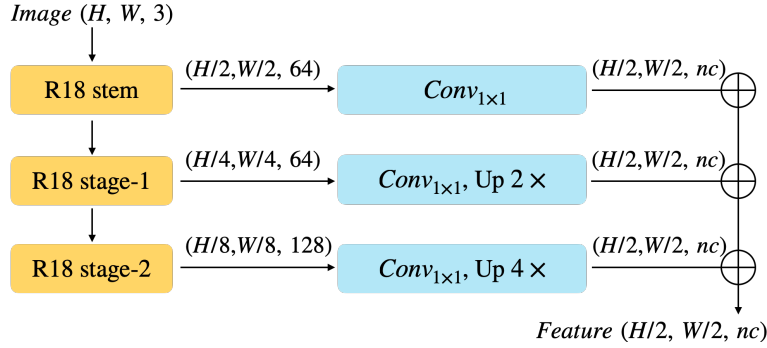 Image (H, W, 3)
R18 stem
(H/2,W/2, 64)
Conv1×1
(H/2,W/2, nc)
R18 stage-1
(H/4,W/4, 64)
Conv1×1, Up 2 ×
(H/2,W/2, nc)
R18 stage-2
(H/8,W/8, 128)
Conv1×1, Up 4 ×
(H/2,W/2, nc)
Feature (H/2, W/2, nc)